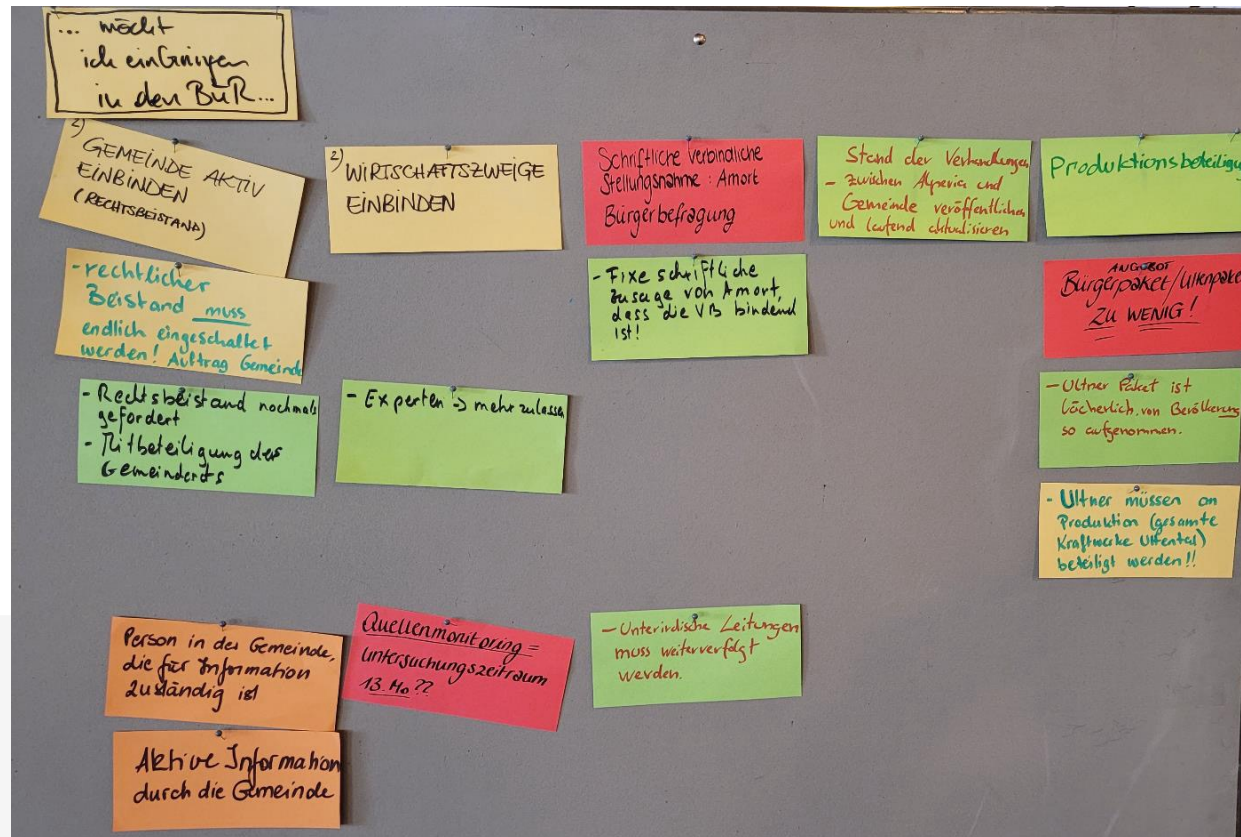 ... möcht
ich einbringen
in den BüR...
2)
GEMEINDE AKTIV
EINBINDEN
(RECHTSBEISTAND)
- rechtlicher
Beistand muss
endlich eingeschaltet
werden! Auftrag Gemeinde
- Rechtsbeistand nochmals
gefordert
- Mitbeteiligung des
Gemeinderats
2) WIRTSCHAFTSZWEIGE
EINBINDEN
- Experten → mehr zulassen
Schriftliche verbindliche
Stellungsnahme: Amort
Bürgerbefragung
- Fixe schriftliche
Zusage von Amort,
dass die VB bindend
ist!
Stand der Verhandlungen
- zwischen Alperia und
Gemeinde veröffentlichen
und laufend aktualisieren
Produktionsbeteiligung
ANGEBOT
Bürgerpaket/Ultenpaket
ZU WENIG!
- Ultner Paket ist
lächerlich, von Bevölkerung
so aufgenommen.
- Ultner müssen an
Produktion (gesamte
Kraftwerke Ultental)
beteiligt werden!!
Person in der Gemeinde,
die für Information
zuständig ist
Aktive Information
durch die Gemeinde
Quellenmonitoring =
untersuchungszeitraum
13. Mo ??
- Unterirdische Leitungen
muss weiterverfolgt
werden.